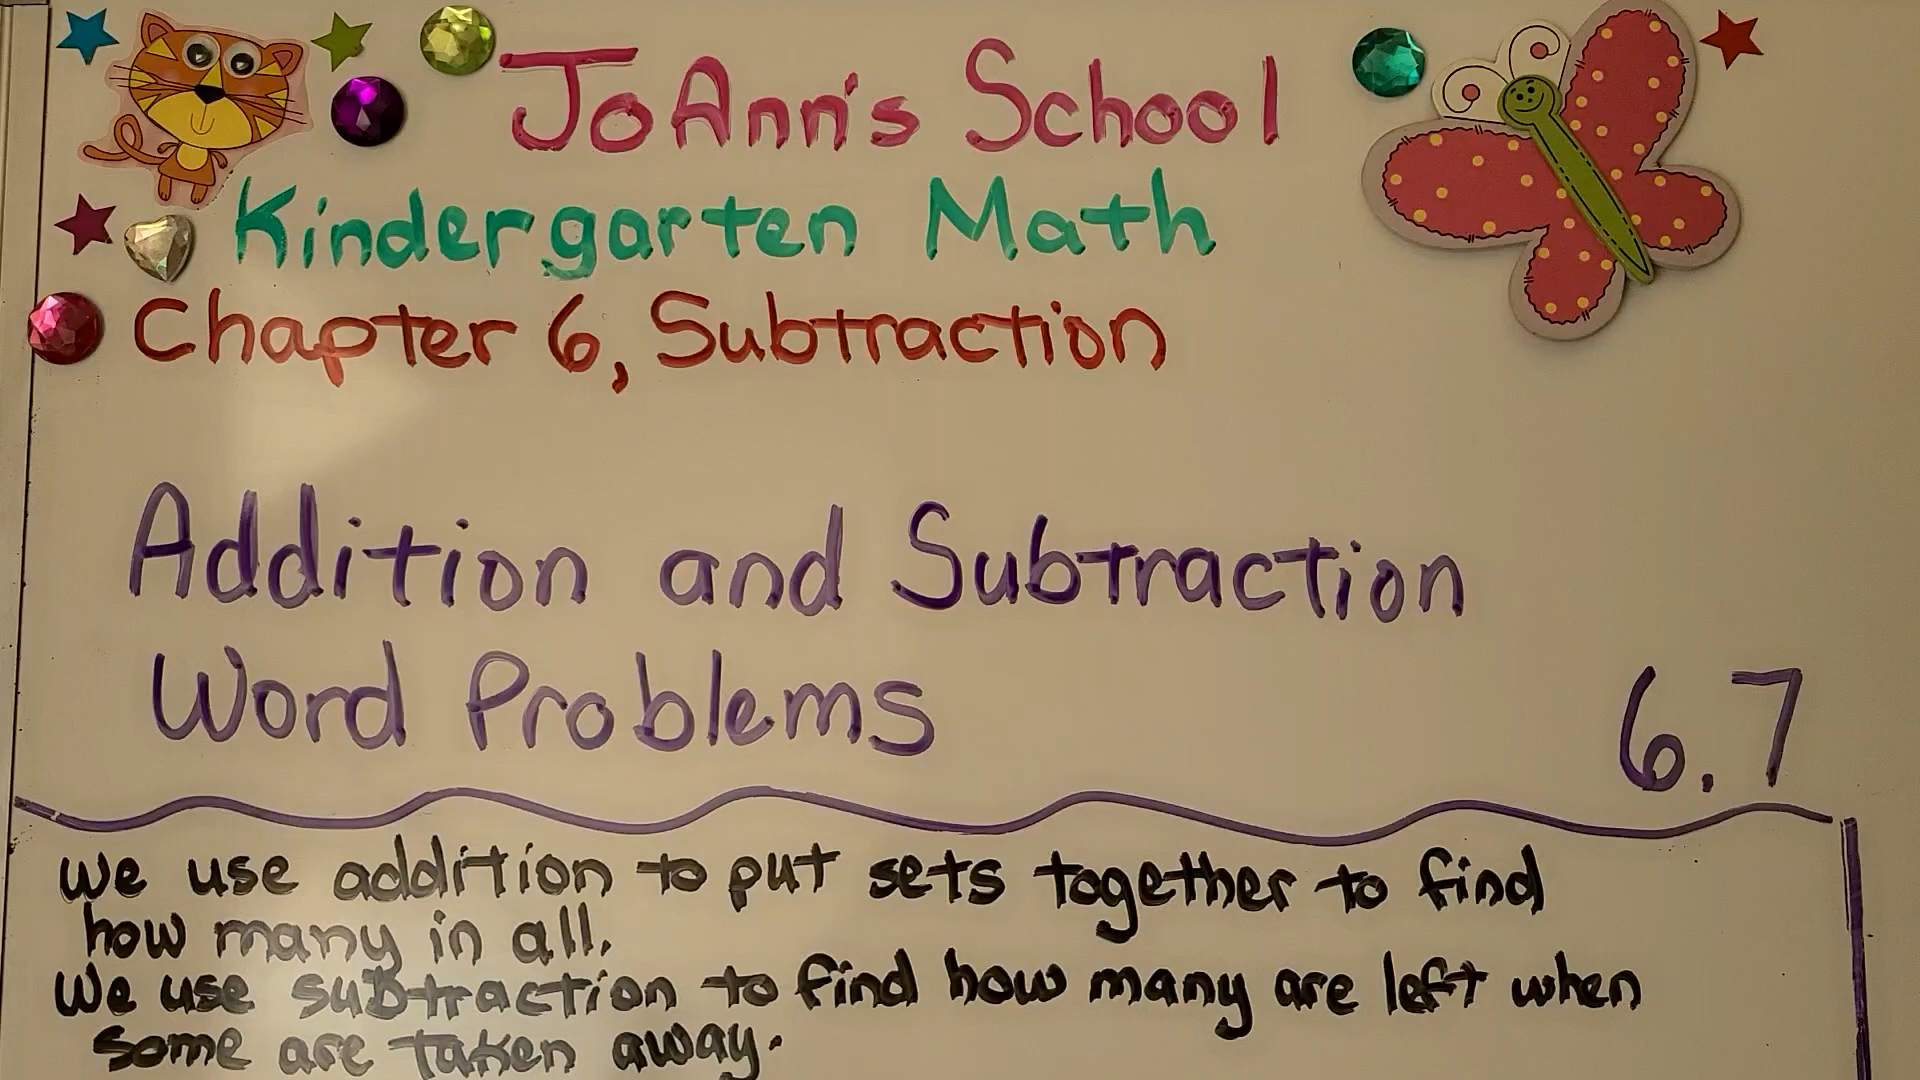 JoAnn's School
Kindergarten Math
Chapter 6, Subtraction
Addition and Subtraction
Word Problems
6.7
We use addition to put sets together to find
how many in all.
We use subtraction to find how many are left when
some are taken away.